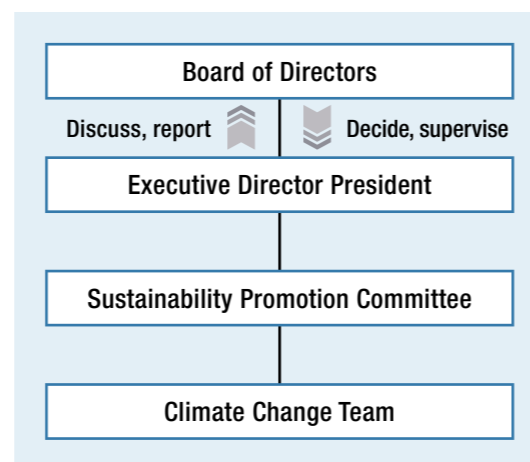 Board of Directors
Discuss, report
Decide, supervise
Executive Director President
Sustainability Promotion Committee
Climate Change Team